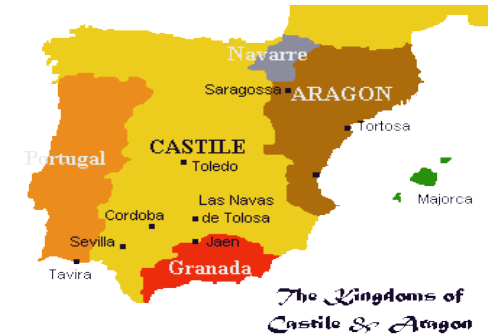 Navarre
Saragossa
ARAGON
Tortosa
CASTILE
Portugal
Toledo
Majorca
Las Navas
de Tolosa
Cordoba
Sevilla
Jaen
Granada
Tavira
The Kingdoms of
Castile & Aragon